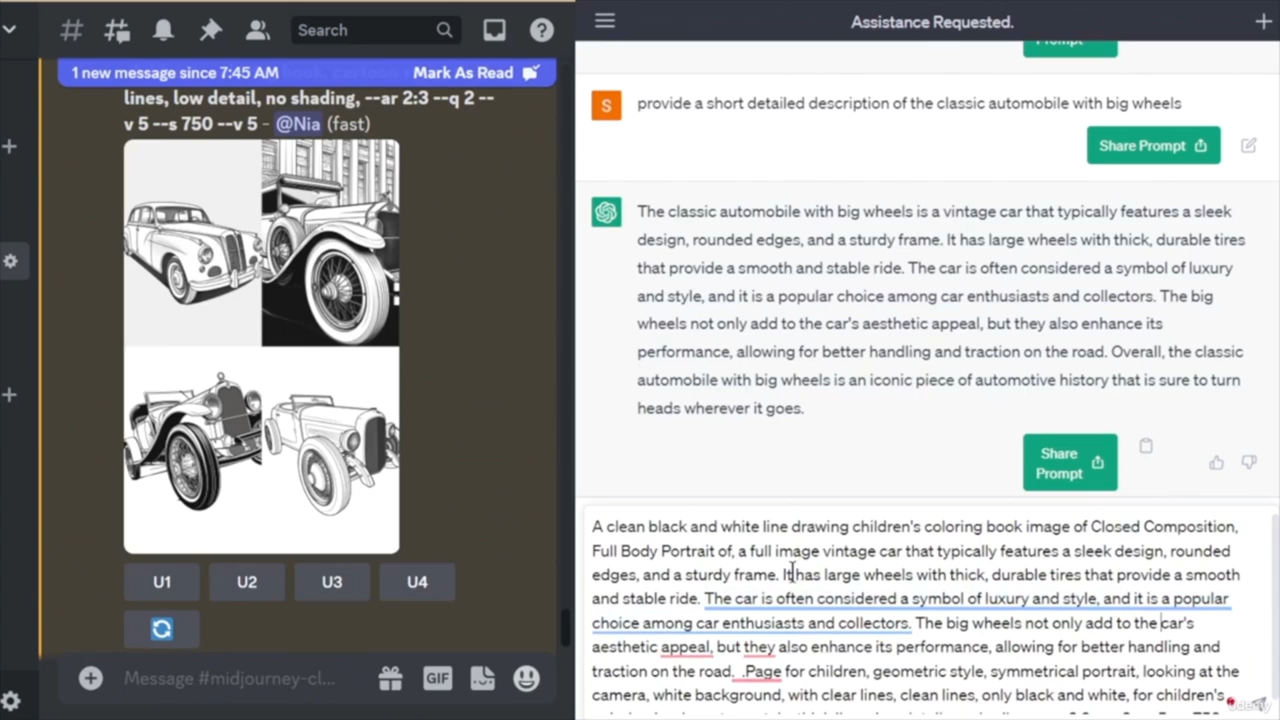 Search
1 new message since 7:45 AM
Mark As Read
lines, low detail, no shading, --ar 2:3 --q 2 --
v 5 --s 750 --v 5 - @Nia (fast)
U1
U2
U3
U4
Message #midjourney-cl...
GIF
Assistance Requested.
Prompt
S
provide a short detailed description of the classic automobile with big wheels
Share Prompt
The classic automobile with big wheels is a vintage car that typically features a sleek
design, rounded edges, and a sturdy frame. It has large wheels with thick, durable tires
that provide a smooth and stable ride. The car is often considered a symbol of luxury
and style, and it is a popular choice among car enthusiasts and collectors. The big
wheels not only add to the car's aesthetic appeal, but they also enhance its
performance, allowing for better handling and traction on the road. Overall, the classic
automobile with big wheels is an iconic piece of automotive history that is sure to turn
heads wherever it goes.
Share
Prompt
A clean black and white line drawing children's coloring book image of Closed Composition,
Full Body Portrait of, a full image vintage car that typically features a sleek design, rounded
edges, and a sturdy frame. It has large wheels with thick, durable tires that provide a smooth
and stable ride. The car is often considered a symbol of luxury and style, and it is a popular
choice among car enthusiasts and collectors. The big wheels not only add to the car's
aesthetic appeal, but they also enhance its performance, allowing for better handling and
traction on the road. .Page for children, geometric style, symmetrical portrait, looking at the
camera, white background, with clear lines, clean lines, only black and white, for children's
Udemy